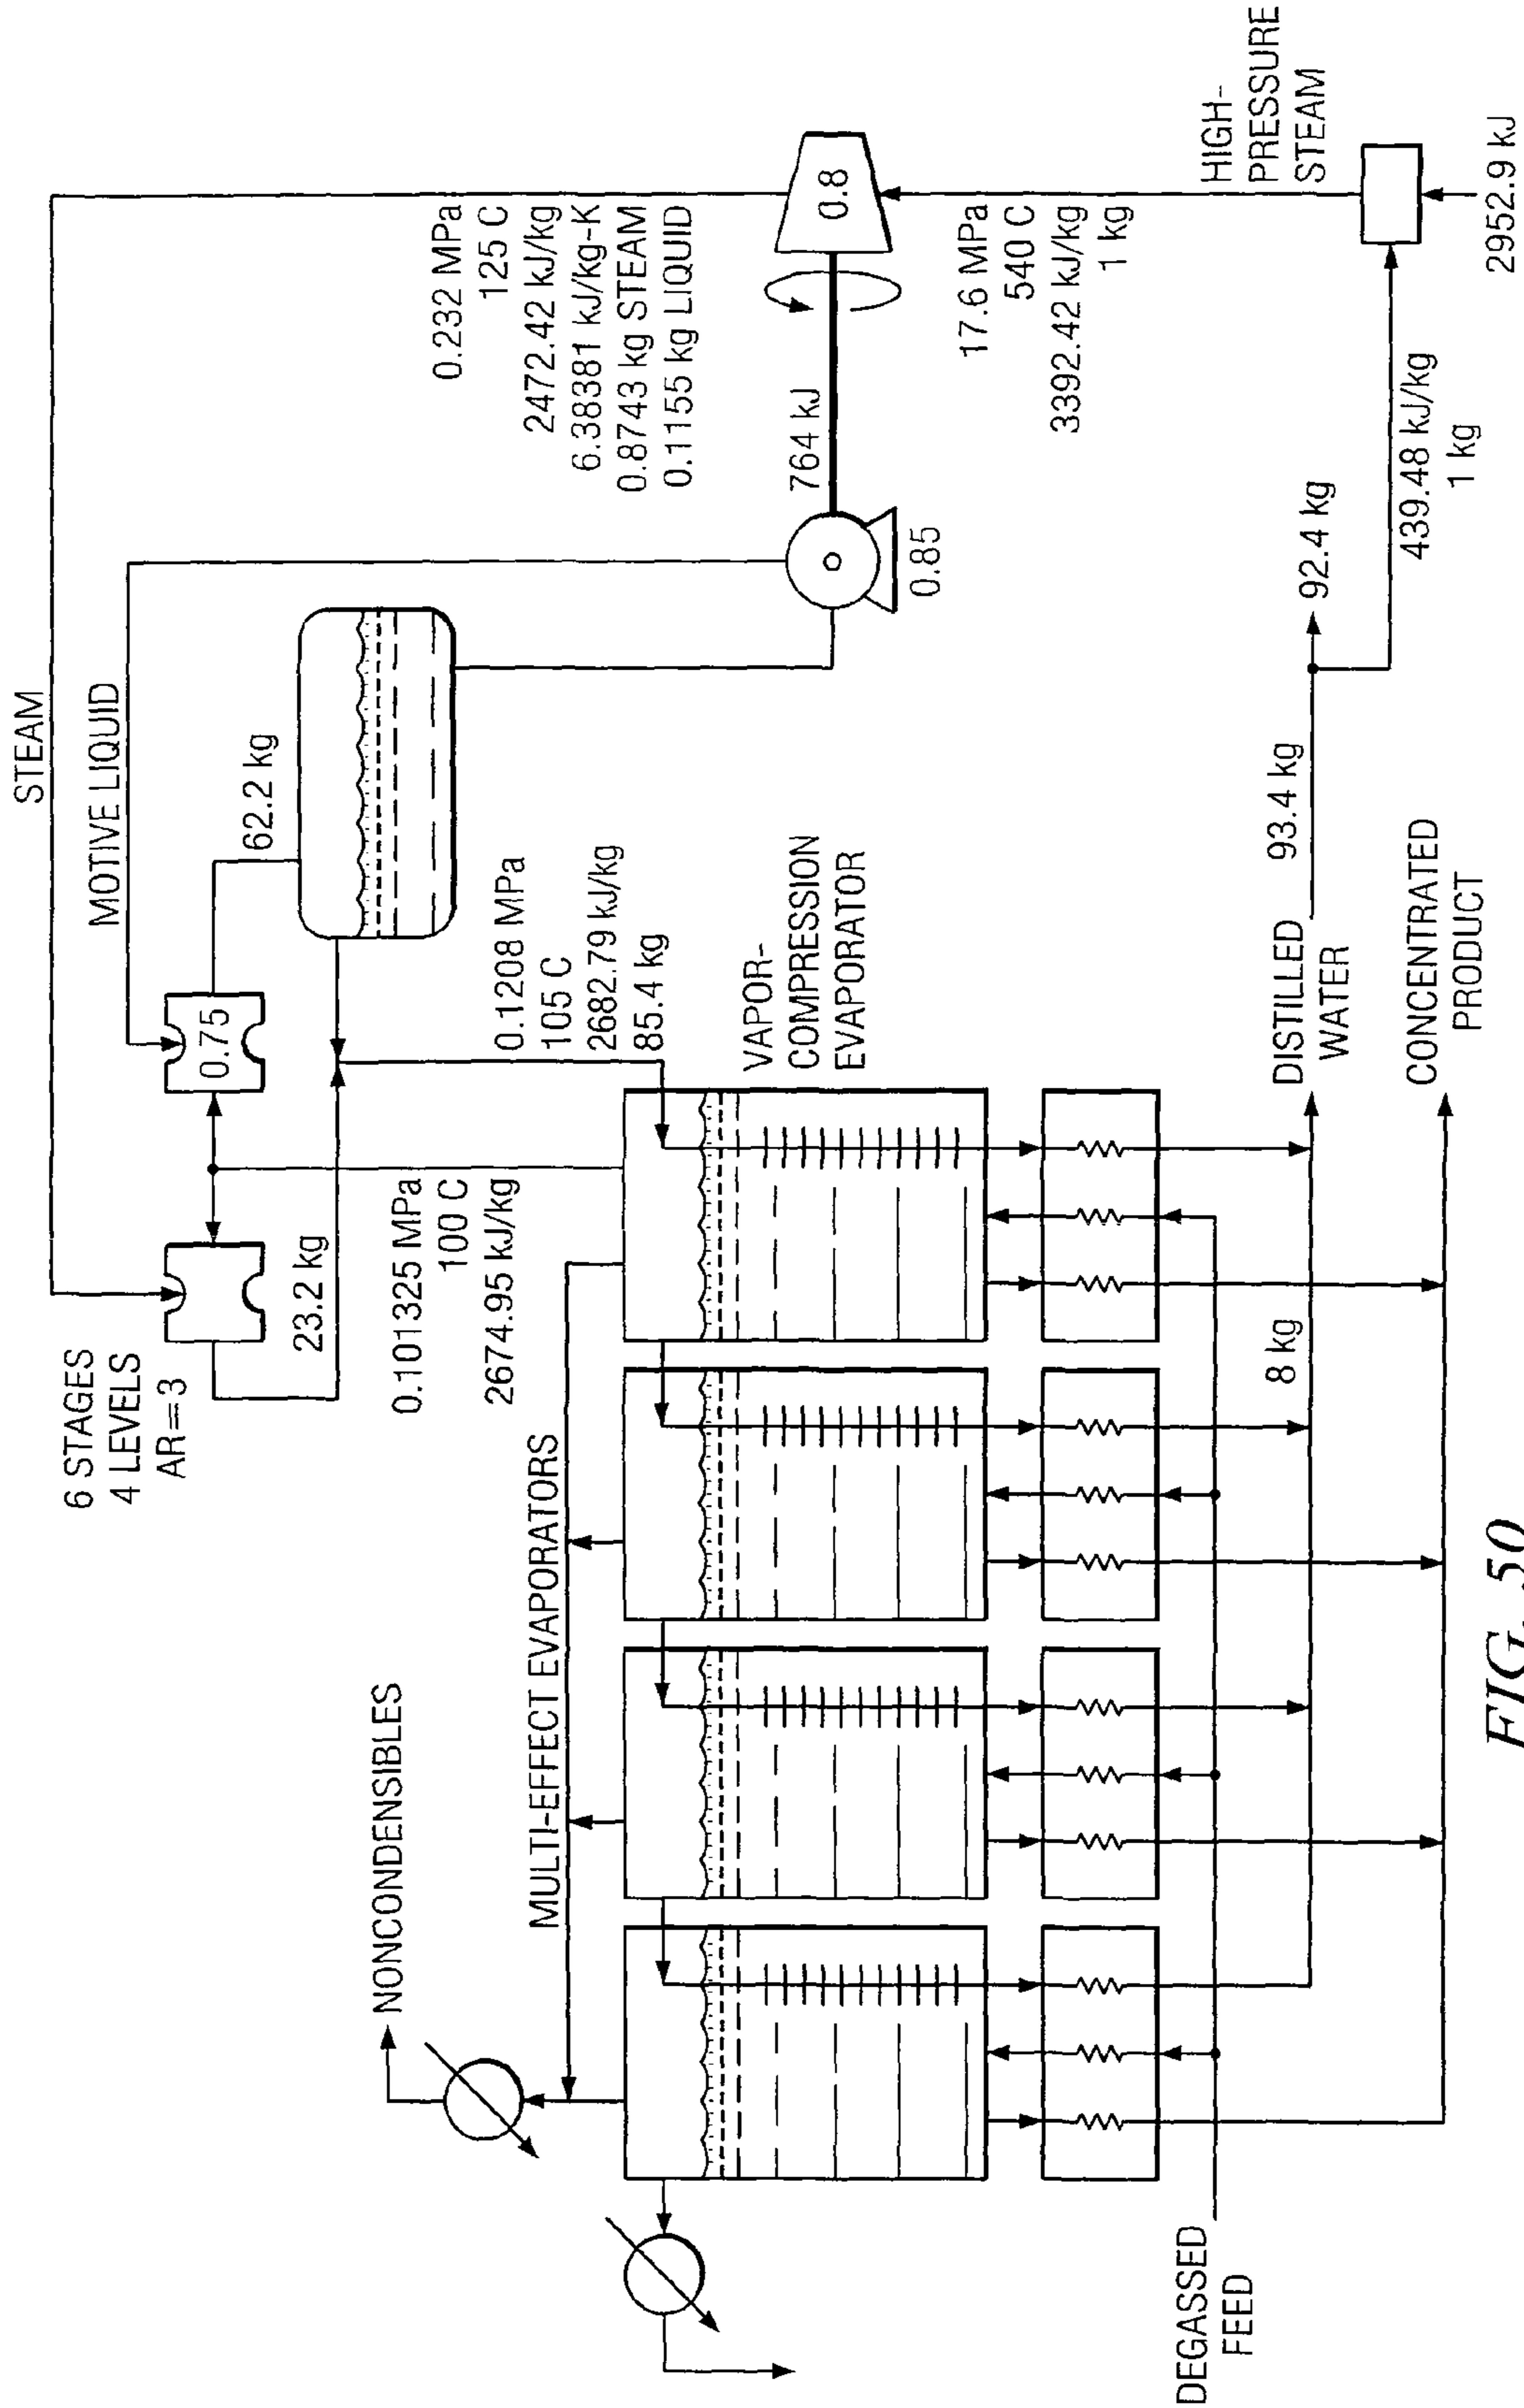 STEAM
MOTIVE LIQUID
62.2 kg
0.75
6 STAGES
4 LEVELS
AR=3
23.2 kg
0.232 MPa
125 C
2472.42 kJ/kg
6.38381 kJ/kg-K
0.8743 kg STEAM
0.1155 kg LIQUID
0.8
764 kJ
0.85
17.6 MPa
540 C
3392.42 kJ/kg
1 kg
HIGH-
PRESSURE
STEAM
2952.9 kJ
439.48 kJ/kg
1 kg
92.4 kg
93.4 kg
0.1208 MPa
105 C
2682.79 kJ/kg
85.4 kg
0.101325 MPa
100 C
2674.95 kJ/kg
VAPOR-
COMPRESSION
EVAPORATOR
NONCONDENSIBLES
MULTI-EFFECT EVAPORATORS
8 kg
DISTILLED
WATER
CONCENTRATED
PRODUCT
DEGASSED
FEED
FIG. 50